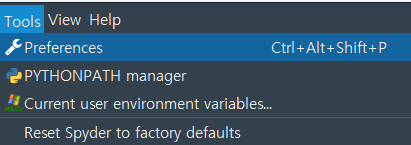 Tools View Help
Preferences Ctrl+Alt+Shift+P
PYTHONPATH manager
Current user environment variables...
Reset Spyder to factory defaults